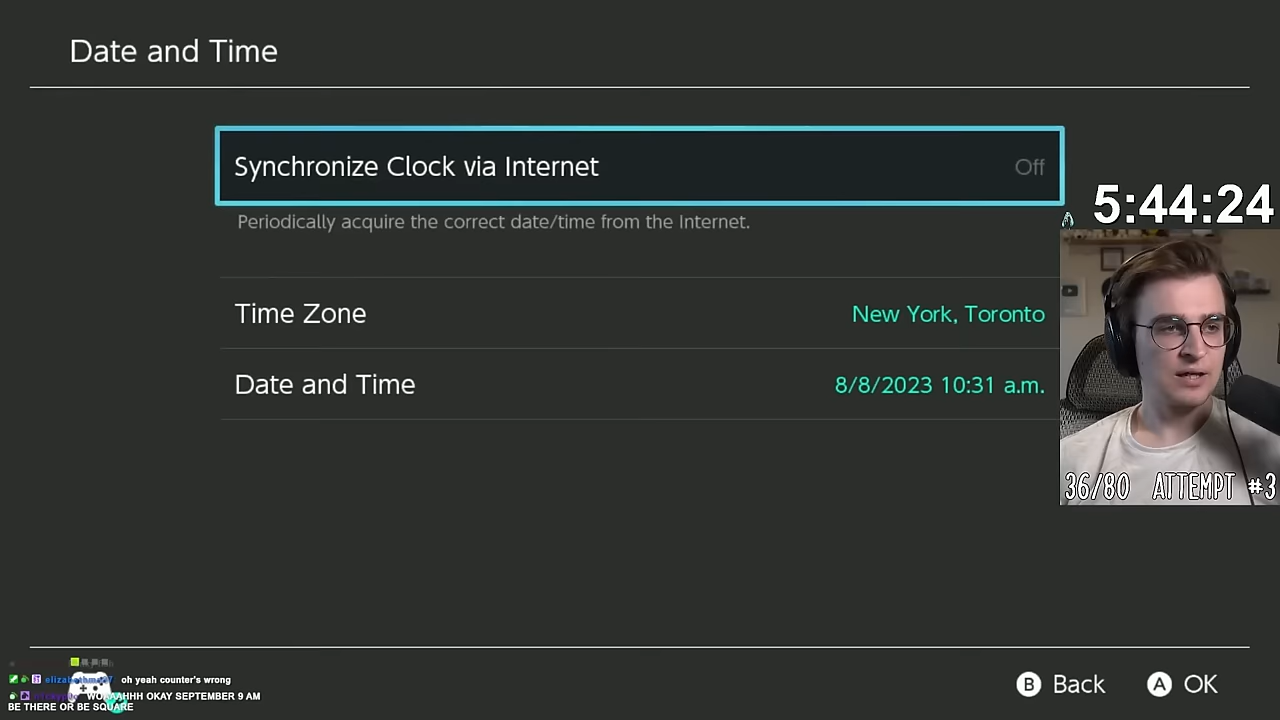 Date and Time
Synchronize Clock via Internet Off
Periodically acquire the correct date/time from the Internet.
5:44:24
Time Zone New York, Toronto
Date and Time 8/8/2023 10:31 a.m.
36/80 ATTEMPT #3
oh yeah counter's wrong
OKAY SEPTEMBER 9 AM
BE THERE OR BE SQUARE
B Back A OK